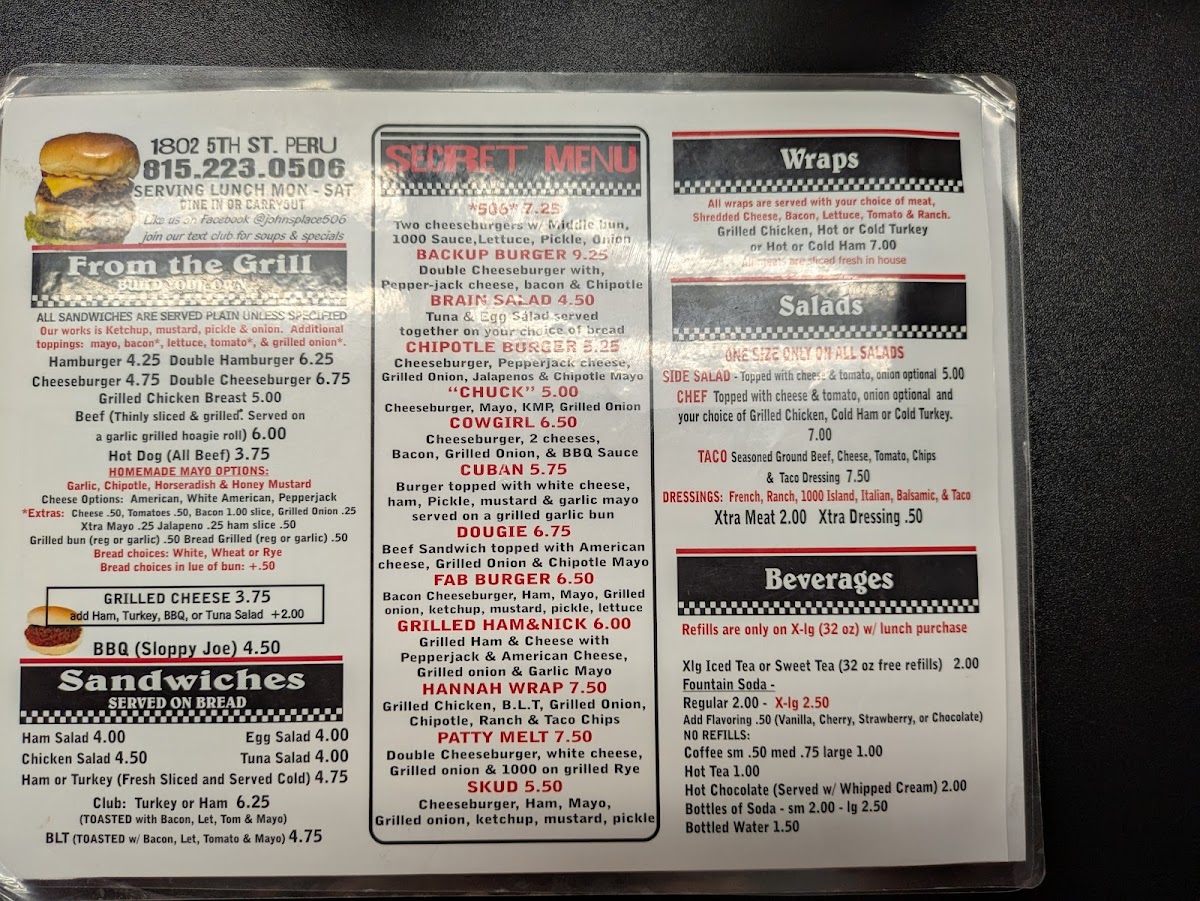 1802 5TH ST. PERU
815.223.0506
SERVING LUNCH MON - SAT
DINE IN OR CARRYOUT
Like us on Facebook @johnsplace506
join our text club for soups & specials
From the Grill
BUILD YOUR OWN
ALL SANDWICHES ARE SERVED PLAIN UNLESS SPECIFIED
Our works is Ketchup, mustard, pickle & onion. Additional
toppings: mayo, bacon*, lettuce, tomato*, & grilled onion*.
Hamburger 4.25 Double Hamburger 6.25
Cheeseburger 4.75 Double Cheeseburger 6.75
Grilled Chicken Breast 5.00
Beef (Thinly sliced & grilled. Served on
a garlic grilled hoagie roll) 6.00
Hot Dog (All Beef) 3.75
HOMEMADE MAYO OPTIONS:
Garlic, Chipotle, Horseradish & Honey Mustard
Cheese Options: American, White American, Pepperjack
*Extras: Cheese .50, Tomatoes .50, Bacon 1.00 slice, Grilled Onion .25
Xtra Mayo .25 Jalapeno .25 ham slice .50
Grilled bun (reg or garlic) .50 Bread Grilled (reg or garlic) .50
Bread choices: White, Wheat or Rye
Bread choices in lue of bun: +.50
GRILLED CHEESE 3.75
add Ham, Turkey, BBQ, or Tuna Salad +2.00
BBQ (Sloppy Joe) 4.50
Sandwiches
SERVED ON BREAD
Ham Salad 4.00 Egg Salad 4.00
Chicken Salad 4.50 Tuna Salad 4.00
Ham or Turkey (Fresh Sliced and Served Cold) 4.75
Club: Turkey or Ham 6.25
(TOASTED with Bacon, Let, Tom & Mayo)
BLT (TOASTED w/ Bacon, Let, Tomato & Mayo) 4.75
SECRET MENU
*506* 7.25
Two cheeseburgers w/ Middle bun,
1000 Sauce,Lettuce, Pickle, Onion
BACKUP BURGER 9.25
Double Cheeseburger with,
Pepper-jack cheese, bacon & Chipotle
BRAIN SALAD 4.50
Tuna & Egg Salad served
together on your choice of bread
CHIPOTLE BURGER 5.25
Cheeseburger, Pepperjack cheese,
Grilled Onion, Jalapenos & Chipotle Mayo
“CHUCK” 5.00
Cheeseburger, Mayo, KMP, Grilled Onion
COWGIRL 6.50
Cheeseburger, 2 cheeses,
Bacon, Grilled Onion, & BBQ Sauce
CUBAN 5.75
Burger topped with white cheese,
ham, Pickle, mustard & garlic mayo
served on a grilled garlic bun
DOUGIE 6.75
Beef Sandwich topped with American
cheese, Grilled Onion & Chipotle Mayo
FAB BURGER 6.50
Bacon Cheeseburger, Ham, Mayo, Grilled
onion, ketchup, mustard, pickle, lettuce
GRILLED HAM&NICK 6.00
Grilled Ham & Cheese with
Pepperjack & American Cheese,
Grilled onion & Garlic Mayo
HANNAH WRAP 7.50
Grilled Chicken, B.L.T, Grilled Onion,
Chipotle, Ranch & Taco Chips
PATTY MELT 7.50
Double Cheeseburger, white cheese,
Grilled onion & 1000 on grilled Rye
SKUD 5.50
Cheeseburger, Ham, Mayo,
Grilled onion, ketchup, mustard, pickle
Wraps
All wraps are served with your choice of meat,
Shredded Cheese, Bacon, Lettuce, Tomato & Ranch.
Grilled Chicken, Hot or Cold Turkey
or Hot or Cold Ham 7.00
All meats are sliced fresh in house
Salads
ONE SIZE ONLY ON ALL SALADS
SIDE SALAD - Topped with cheese & tomato, onion optional 5.00
CHEF Topped with cheese & tomato, onion optional and
your choice of Grilled Chicken, Cold Ham or Cold Turkey.
7.00
TACO Seasoned Ground Beef, Cheese, Tomato, Chips
& Taco Dressing 7.50
DRESSINGS: French, Ranch, 1000 Island, Italian, Balsamic, & Taco
Xtra Meat 2.00 Xtra Dressing .50
Beverages
Refills are only on X-lg (32 oz) w/ lunch purchase
Xlg Iced Tea or Sweet Tea (32 oz free refills) 2.00
Fountain Soda -
Regular 2.00 - X-lg 2.50
Add Flavoring .50 (Vanilla, Cherry, Strawberry, or Chocolate)
NO REFILLS:
Coffee sm .50 med .75 large 1.00
Hot Tea 1.00
Hot Chocolate (Served w/ Whipped Cream) 2.00
Bottles of Soda - sm 2.00 - lg 2.50
Bottled Water 1.50